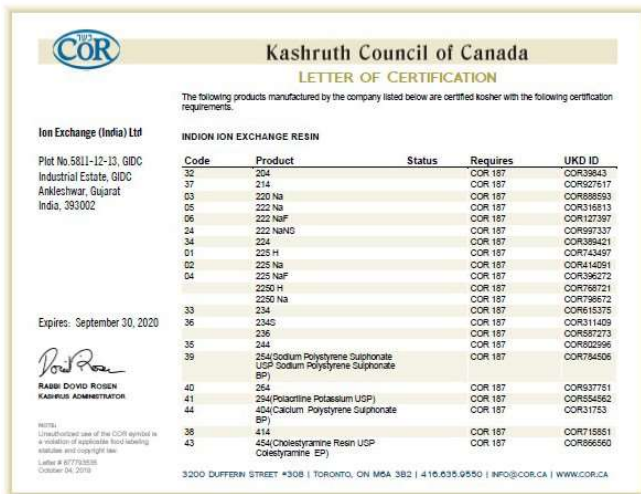 כשר
COR
Kashruth Council of Canada
LETTER OF CERTIFICATION
The following products manufactured by the company listed below are certified kosher with the following certification
requirements.
Ion Exchange (India) Ltd
Plot No.5811-12-13, GIDC
Industrial Estate, GIDC
Ankleshwar, Gujarat
India, 393002
Expires: September 30, 2020
RABBI DOVID ROSEN
KASHRUS ADMINISTRATOR
NOTE:
Unauthorized use of the COR symbol is
a violation of applicable food labeling
statutes and copyright law.
Letter #
October 04, 2019
INDION ION EXCHANGE RESIN
Code Product Status Requires UKD ID
32 204 COR 187 COR39843
37 214 COR 187 COR927617
03 220 Na COR 187 COR888593
05 222 Na COR 187 COR316813
06 222 NaF COR 187 COR127397
24 222 NaNS COR 187 COR997337
34 224 COR 187 COR389421
01 225 H COR 187 COR743497
02 225 Na COR 187 COR414091
04 225 NaF COR 187 COR396272
2250 H COR 187 COR768721
2250 Na COR 187 COR798672
33 234 COR 187 COR615375
36 234S COR 187 COR311409
236 COR 187 COR587273
35 244 COR 187 COR802996
39 254(Sodium Polystyrene Sulphonate COR 187 COR784506
USP Sodium Polystyrene Sulphonate
BP)
40 264 COR 187 COR937751
41 294(Polacriline Potassium USP) COR 187 COR554562
44 404(Calcium Polystyrene Sulphonate COR 187 COR31753
BP)
38 414 COR 187 COR715851
43 454(Cholestyramine Resin USP COR 187 COR866560
Colestyramine EP)
3200 DUFFERIN STREET #308 | TORONTO, ON M6A 3B2 | 416.635.9550 | INFO@COR.CA | WWW.COR.CA